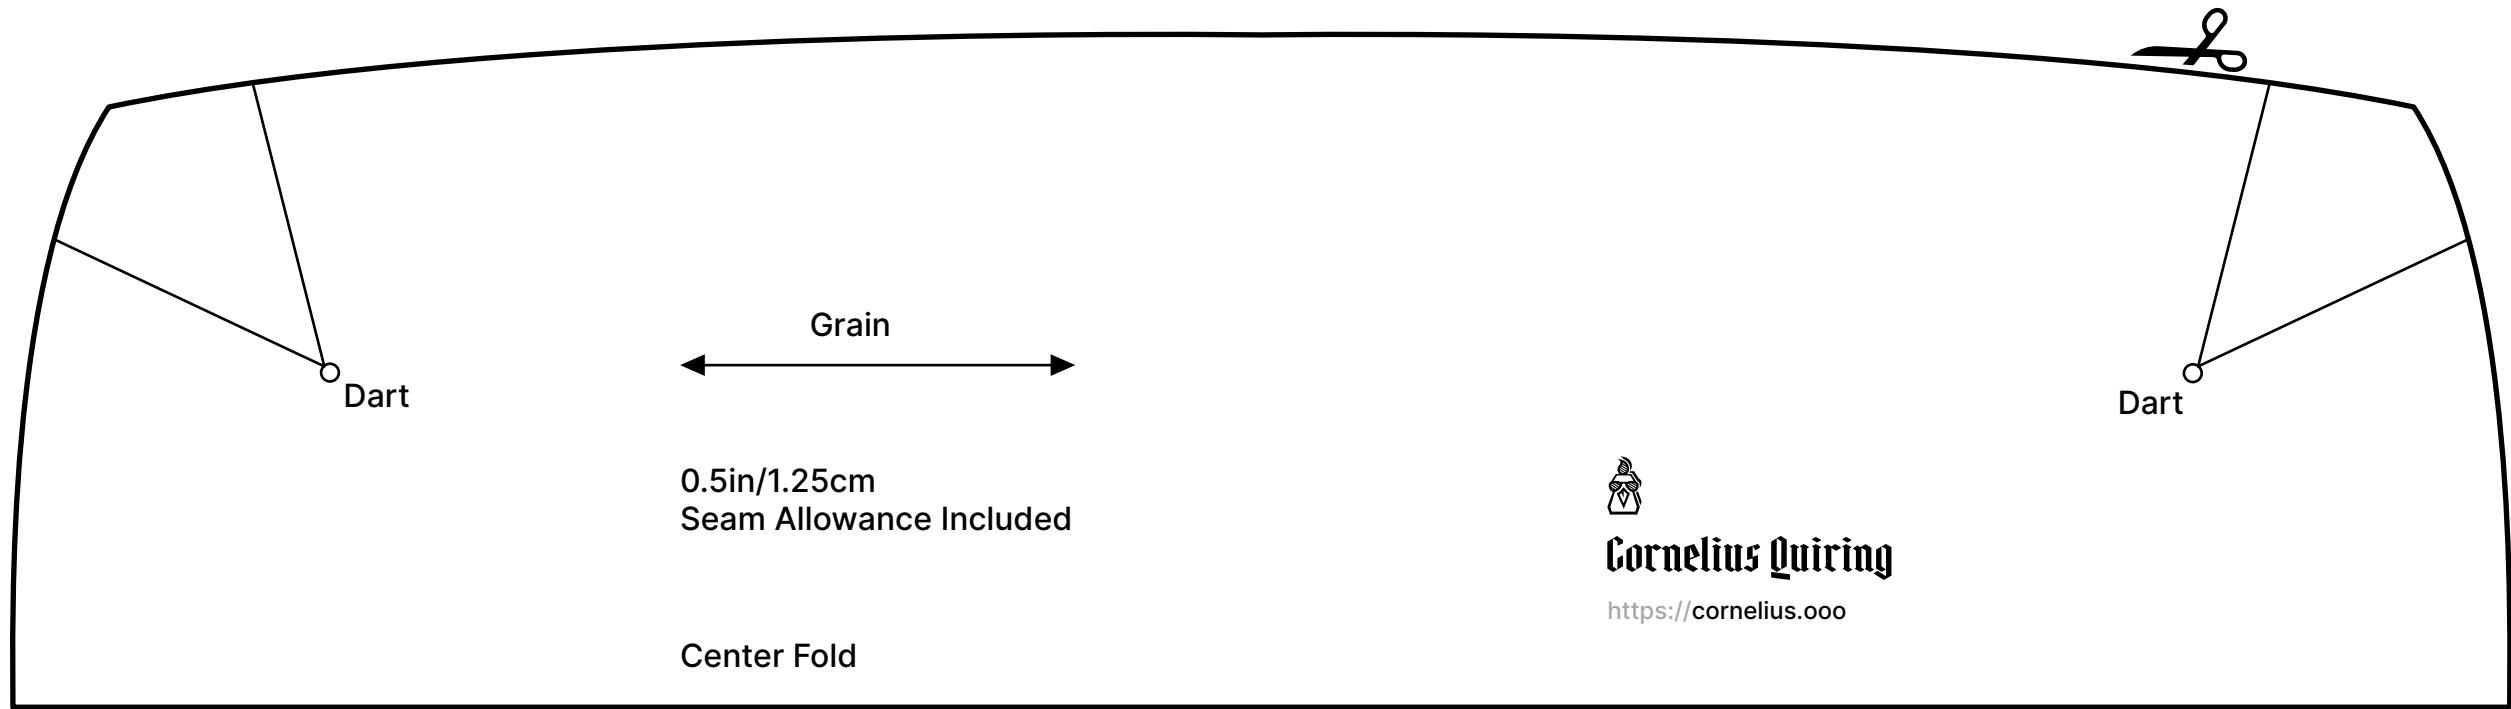 Grain
Dart
Dart
0.5in/1.25cm
Seam Allowance Included
Cornelius Quiring
https://cornelius.ooo
Center Fold